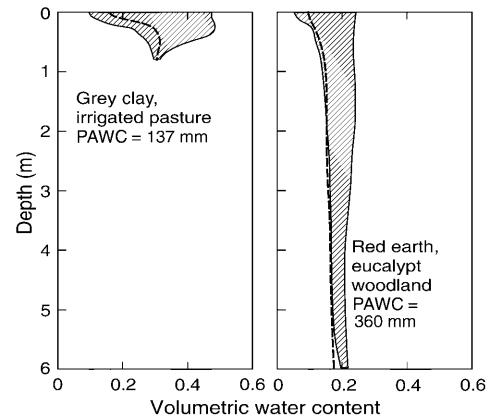 0
1
2
3
4
5
6
Depth (m)
Grey clay,
irrigated pasture
PAWC = 137 mm
0
0.2
0.4
0.6
0
Red earth,
eucalypt
woodland
PAWC =
360 mm
0
0.2
0.4
0.6
Volumetric water content